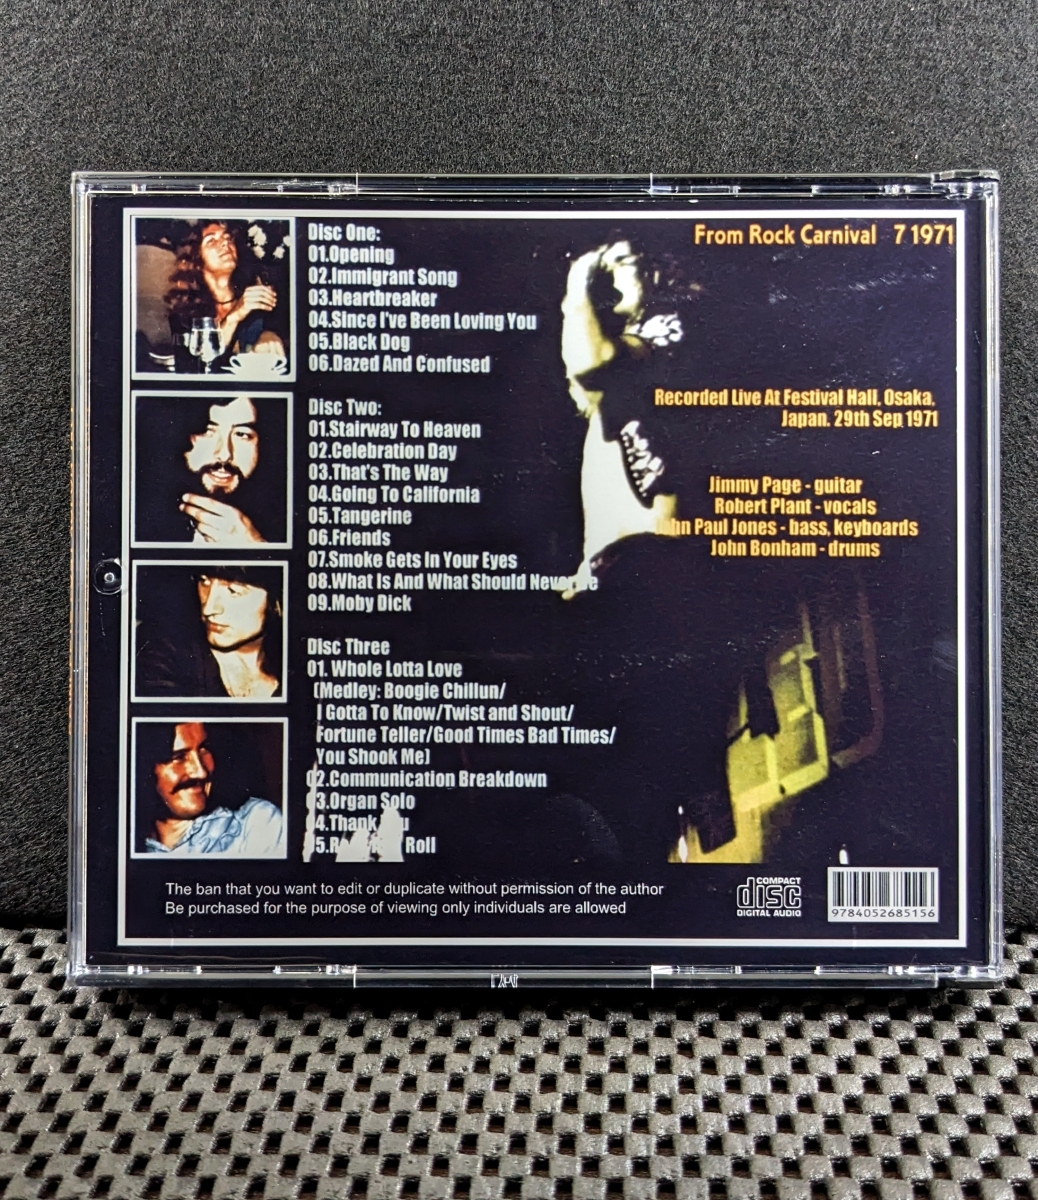 Disc One:
01.Opening
02.Immigrant Song
03.Heartbreaker
04.Since I've Been Loving You
05.Black Dog
06.Dazed And Confused
Disc Two:
01.Stairway To Heaven
02.Celebration Day
03.That's The Way
04.Going To California
05.Tangerine
06.Friends
07.Smoke Gets In Your Eyes
08.What Is And What Should Never Be
09.Moby Dick
Disc Three
01. Whole Lotta Love
(Medley: Boogie Chillun/
I Gotta To Know/Twist and Shout/
Fortune Teller/Good Times Bad Times/
You Shook Me)
02.Communication Breakdown
03.Organ Solo
04.Thank You
05. Roll
From Rock Carnival 7 1971
Recorded Live At Festival Hall, Osaka,
Japan. 29th Sep 1971
Jimmy Page - guitar
Robert Plant - vocals
John Paul Jones - bass, keyboards
John Bonham - drums
The ban that you want to edit or duplicate without permission of the author
Be purchased for the purpose of viewing only individuals are allowed
COMPACT
disc
DIGITAL AUDIO
9784052685156